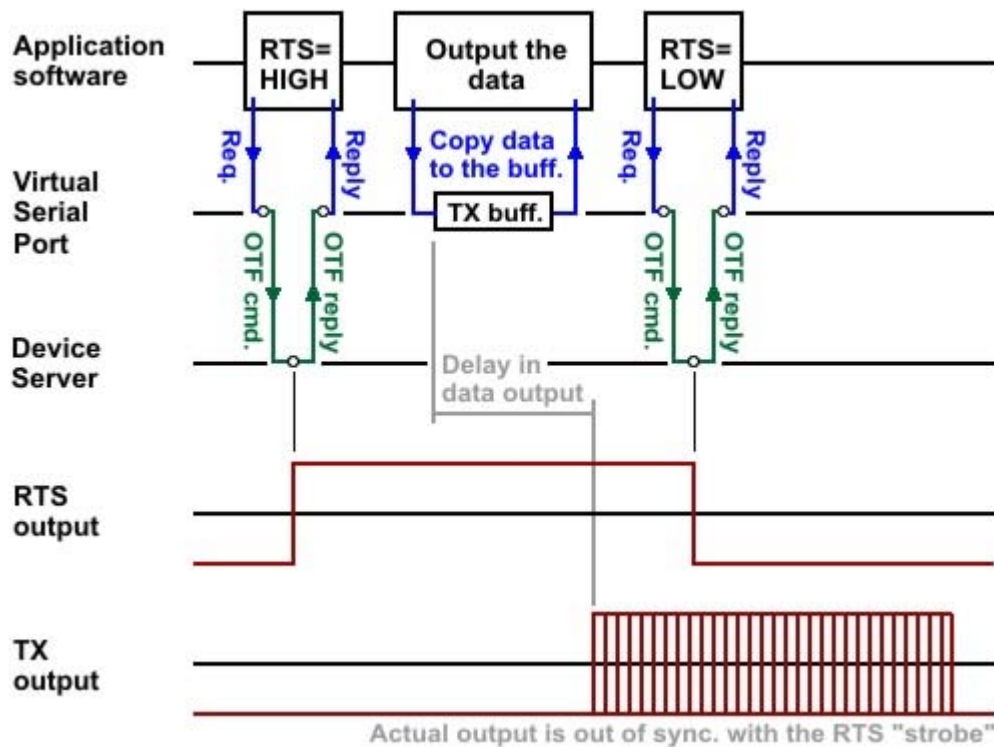 Application
software
RTS=
HIGH
Output the
data
RTS=
LOW
Req.
Reply
Copy data
to the buff.
Req.
Reply
Virtual
Serial
Port
TX buff.
OTF cmd.
OTF reply
OTF cmd.
OTF reply
Device
Server
Delay in
data output
RTS
output
TX
output
Actual output is out of sync. with the RTS "strobe"